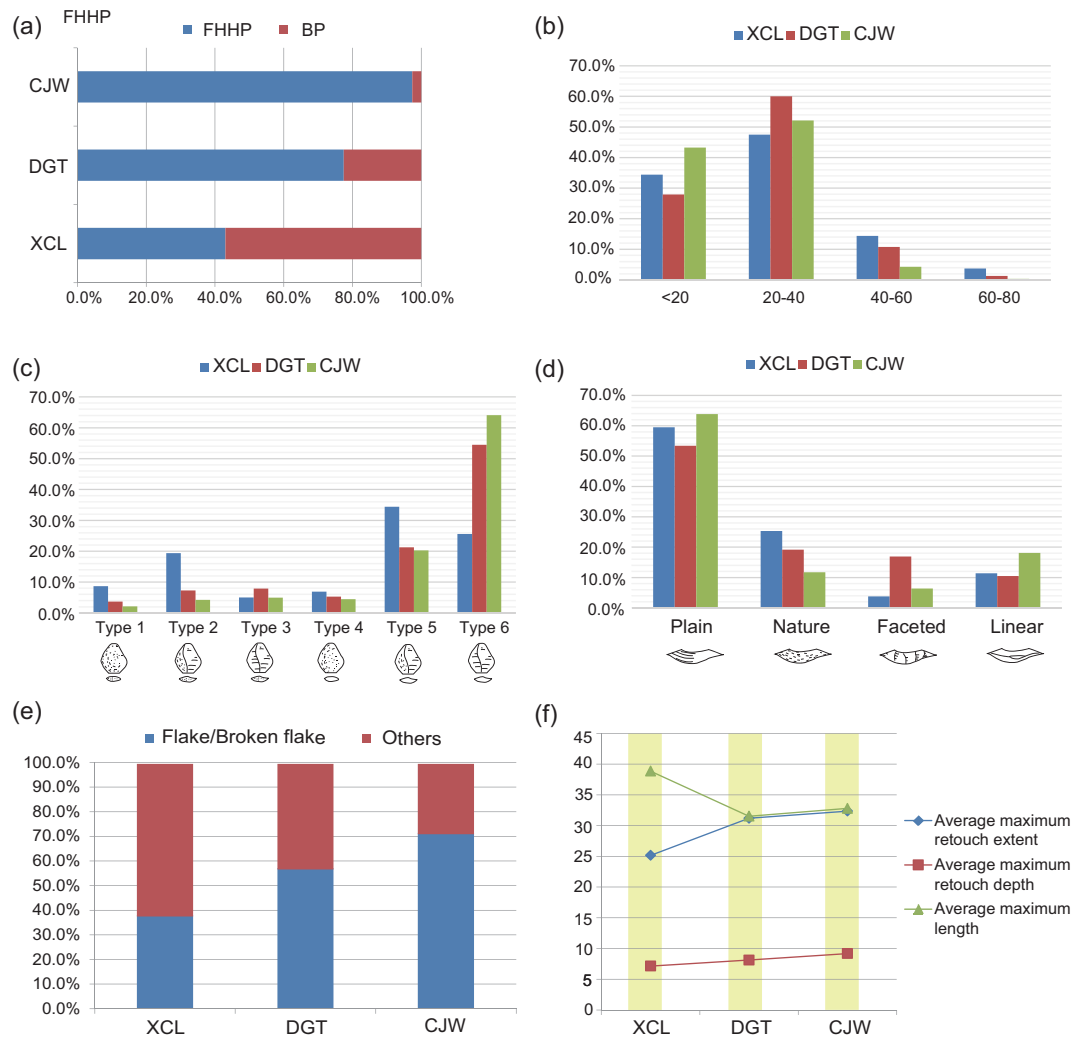 FHHP
(a)
FHHP BP
CJW
DGT
XCL
0.0% 20.0% 40.0% 60.0% 80.0% 100.0%
(b)
XCL DGT CJW
70.0%
60.0%
50.0%
40.0%
30.0%
20.0%
10.0%
0.0%
<20 20-40 40-60 60-80
(c)
XCL DGT CJW
70.0%
60.0%
50.0%
40.0%
30.0%
20.0%
10.0%
0.0%
Type 1 Type 2 Type 3 Type 4 Type 5 Type 6
(d)
XCL DGT CJW
70.0%
60.0%
50.0%
40.0%
30.0%
20.0%
10.0%
0.0%
Plain Nature Faceted Linear
(e)
Flake/Broken flake Others
100.0%
90.0%
80.0%
70.0%
60.0%
50.0%
40.0%
30.0%
20.0%
10.0%
0.0%
XCL DGT CJW
(f)
45
40
35
30
25
20
15
10
5
0
XCL DGT CJW
Average maximum
retouch extent
Average maximum
retouch depth
Average maximum
length